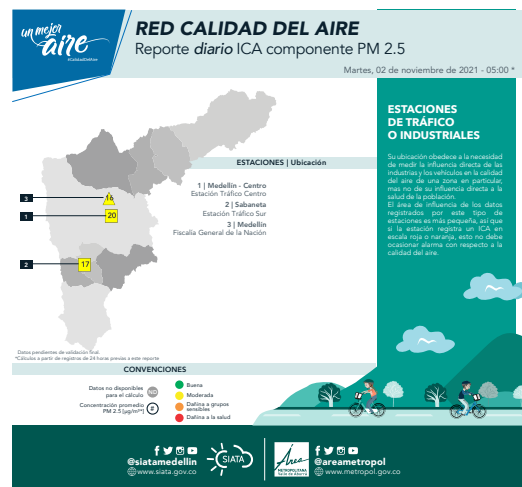 un mejor
aire
#CalidadDelAire
RED CALIDAD DEL AIRE
Reporte diario ICA componente PM 2.5
Martes, 02 de noviembre de 2021 - 05:00 *
ESTACIONES
DE TRÁFICO
O INDUSTRIALES
Su ubicación obedece a la necesidad
de medir la influencia directa de las
industrias y los vehículos en la calidad
del aire de una zona en particular,
mas no de su influencia directa a la
salud de la población.
El área de influencia de los datos
registrados por este tipo de
estaciones es más pequeña, así que
si la estación registra un ICA en
escala roja o naranja, esto no debe
ocasionar alarma con respecto a la
calidad del aire.
ESTACIONES | Ubicación
1 | Medellín - Centro
Estación Tráfico Centro
2 | Sabaneta
Estación Tráfico Sur
3 | Medellín
Fiscalía General de la Nación
3
16
1
20
2
17
Datos pendientes de validación final.
*Cálculos a partir de registros de 24 horas previas a este reporte
CONVENCIONES
Datos no disponibles
para el cálculo
Concentración promedio
PM 2.5 [µg/m³]
#
Buena
Moderada
Dañina a grupos
sensibles
Dañina a la salud
@siatamedellin
www.siata.gov.co
SIATA
Área
METROPOLITANA
Valle de Aburrá
@areametropol
www.metropol.gov.co